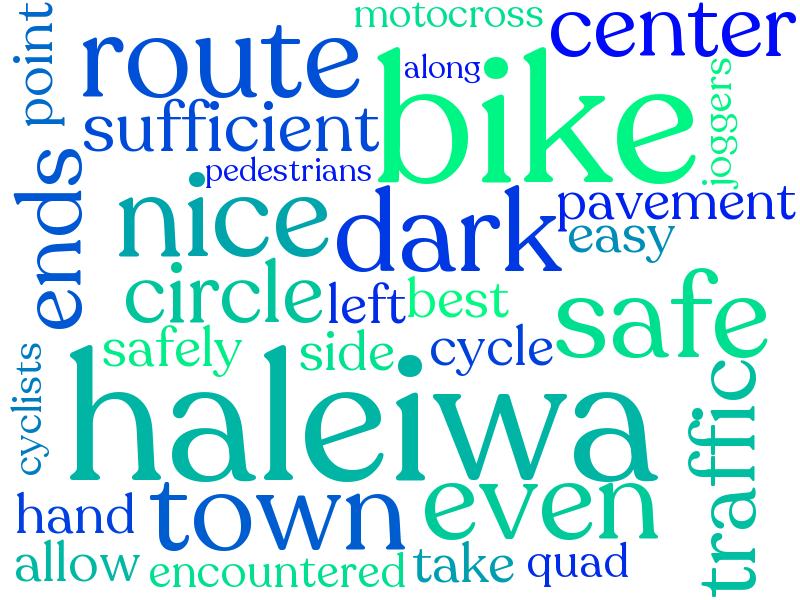 motocross
center
point
route
along
bike
joggers
sufficient
pedestrians
ends
nice
dark
pavement
easy
circle
left
best
safe
safely
side
cycle
cyclists
haleiwa
traffic
hand
town
even
allow
encountered
take
quad